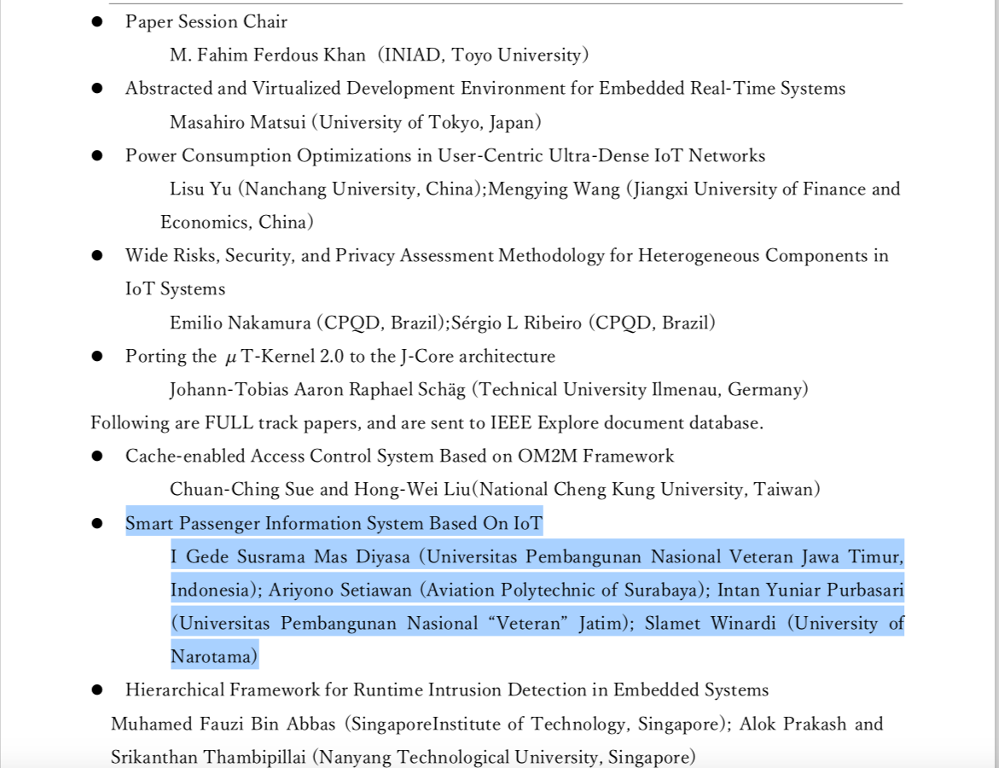 ● Paper Session Chair
M. Fahim Ferdous Khan (INIAD, Toyo University)
● Abstracted and Virtualized Development Environment for Embedded Real-Time Systems
Masahiro Matsui (University of Tokyo, Japan)
● Power Consumption Optimizations in User-Centric Ultra-Dense IoT Networks
Lisu Yu (Nanchang University, China);Mengying Wang (Jiangxi University of Finance and
Economics, China)
● Wide Risks, Security, and Privacy Assessment Methodology for Heterogeneous Components in
IoT Systems
Emilio Nakamura (CPQD, Brazil);Sérgio L Ribeiro (CPQD, Brazil)
● Porting the μT-Kernel 2.0 to the J-Core architecture
Johann-Tobias Aaron Raphael Schäg (Technical University Ilmenau, Germany)
Following are FULL track papers, and are sent to IEEE Explore document database.
● Cache-enabled Access Control System Based on OM2M Framework
Chuan-Ching Sue and Hong-Wei Liu(National Cheng Kung University, Taiwan)
● Smart Passenger Information System Based On IoT
I Gede Susrama Mas Diyasa (Universitas Pembangunan Nasional Veteran Jawa Timur,
Indonesia); Ariyono Setiawan (Aviation Polytechnic of Surabaya); Intan Yuniar Purbasari
(Universitas Pembangunan Nasional “Veteran” Jatim); Slamet Winardi (University of
Narotama)
● Hierarchical Framework for Runtime Intrusion Detection in Embedded Systems
Muhamed Fauzi Bin Abbas (SingaporeInstitute of Technology, Singapore); Alok Prakash and
Srikanthan Thambipillai (Nanyang Technological University, Singapore)